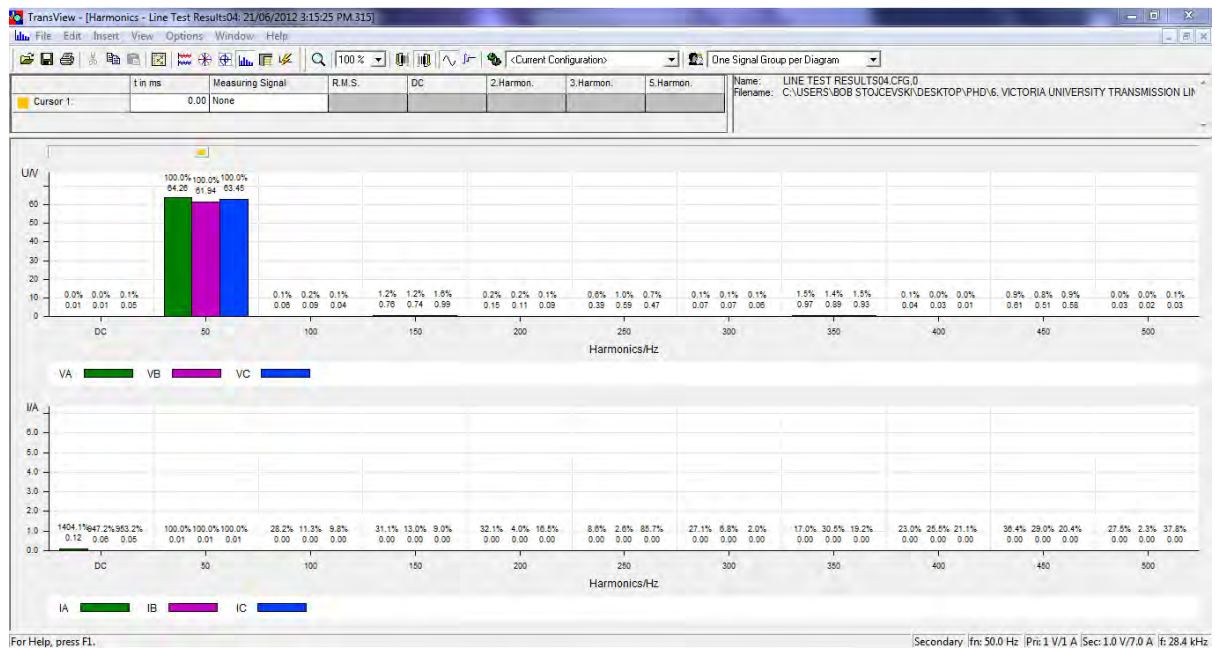 TransView - [Harmonics - Line Test Results04: 21/06/2012 3:15:25 PM.315]
File Edit Insert View Options Window Help
100 % <Current Configuration> One Signal Group per Diagram
t in ms Measuring Signal R.M.S. DC 2.Harmon. 3.Harmon. 5.Harmon.
Cursor 1: 0.00 None
Name: LINE TEST RESULTS04.CFG,0
Filename: C:\USERS\BOB STOJCEVSKI\DESKTOP\PHD\6. VICTORIA UNIVERSITY TRANSMISSION LIN
U/V
60
50
40
30
20
10
0
0.0% 0.0% 0.1% 100.0% 100.0% 100.0% 0.1% 0.2% 0.1% 1.2% 1.2% 1.6% 0.2% 0.2% 0.1% 0.6% 1.0% 0.7% 0.1% 0.1% 0.1% 1.5% 1.4% 1.5% 0.1% 0.0% 0.0% 0.9% 0.8% 0.9% 0.0% 0.0% 0.1%
0.01 0.01 0.05 64.26 61.94 63.45 0.06 0.09 0.04 0.76 0.74 0.99 0.15 0.11 0.09 0.39 0.59 0.47 0.07 0.07 0.06 0.97 0.89 0.93 0.04 0.03 0.01 0.61 0.51 0.58 0.03 0.02 0.03
DC 50 100 150 200 250 300 350 400 450 500
Harmonics/Hz
VA VB VC
I/A
6.0
5.0
4.0
3.0
2.0
1.0
0.0
1404.1% 947.2% 953.2% 100.0% 100.0% 100.0% 28.2% 11.3% 9.8% 31.1% 13.0% 9.0% 32.1% 4.0% 16.5% 8.6% 2.6% 85.7% 27.1% 6.8% 2.0% 17.0% 30.5% 19.2% 23.0% 25.5% 21.1% 36.4% 29.0% 20.4% 27.5% 2.3% 37.8%
0.12 0.06 0.05 0.01 0.01 0.01 0.00 0.00 0.00 0.00 0.00 0.00 0.00 0.00 0.00 0.00 0.00 0.00 0.00 0.00 0.00 0.00 0.00 0.00 0.00 0.00 0.00 0.00 0.00 0.00 0.00 0.00 0.00
DC 50 100 150 200 250 300 350 400 450 500
Harmonics/Hz
IA IB IC
For Help, press F1.
Secondary fn: 50.0 Hz Pri: 1 V/1 A Sec: 1.0 V/7.0 A f: 28.4 kHz